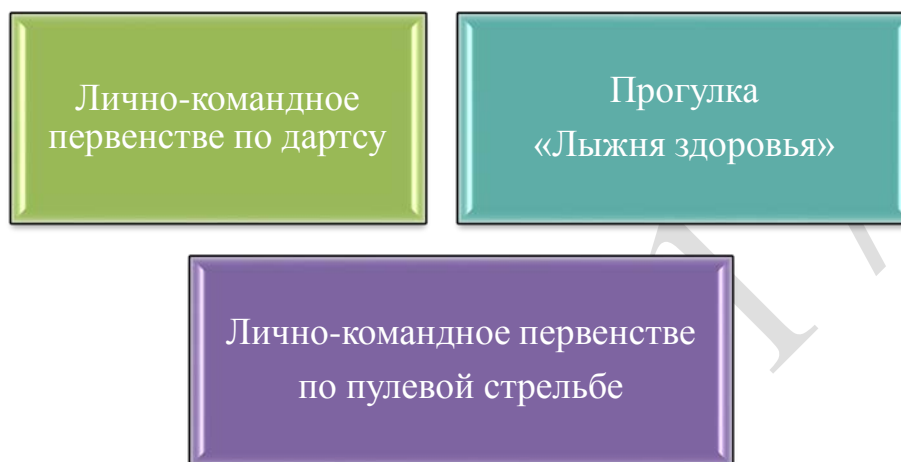 Лично-командное
первенстве по дартсу
Прогулка
«Лыжня здоровья»
Лично-командное первенстве
по пулевой стрельбе